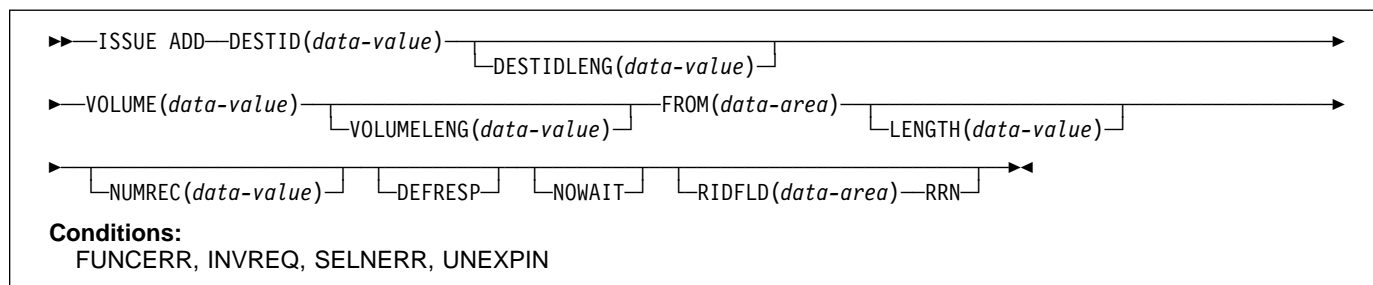 ISSUE ADD DESTID(data-value)
DESTIDLENG(data-value)
VOLUME(data-value) FROM(data-area)
VOLUMELENG(data-value) LENGTH(data-value)
NUMREC(data-value) DEFRESP NOWAIT RIDFLD(data-area) RRN
Conditions:
FUNCERR, INVREQ, SELNERR, UNEXPIN